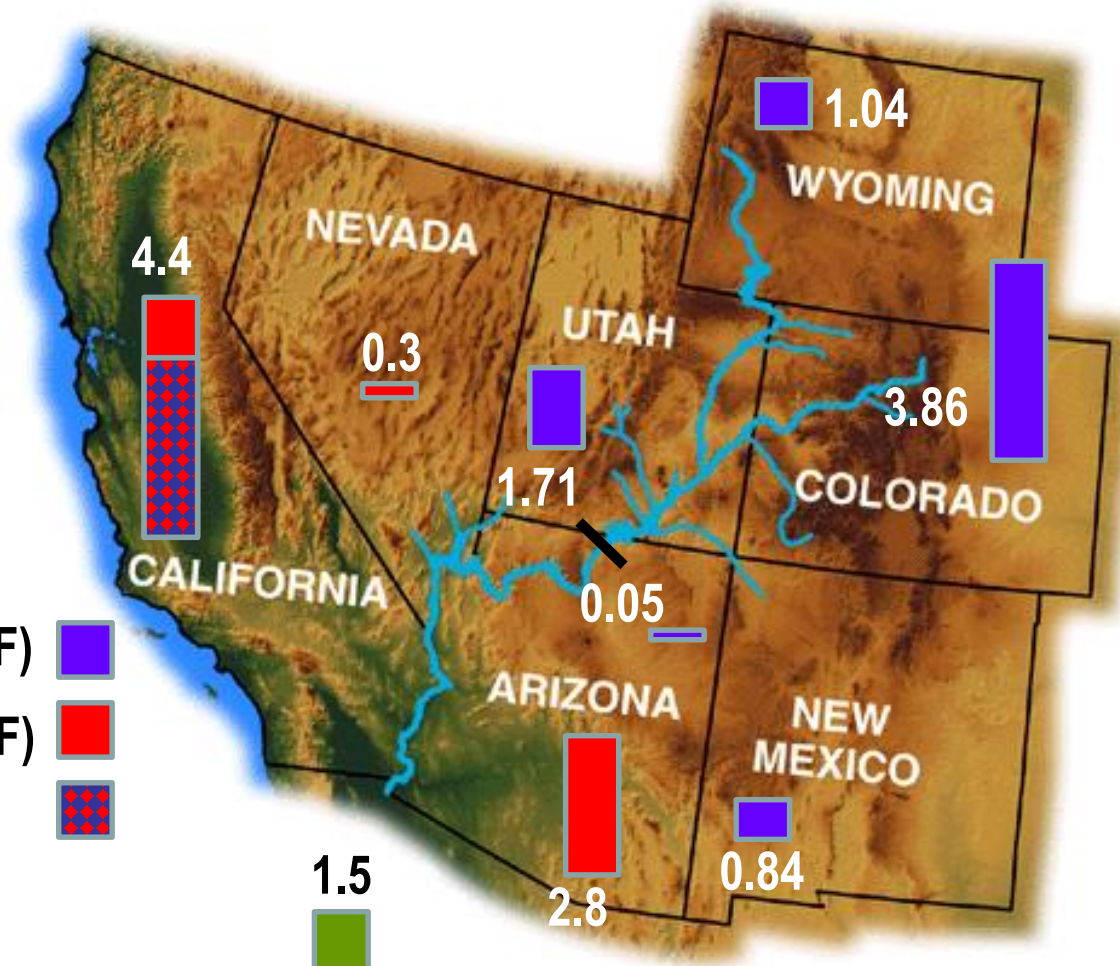 1.04
WYOMING
NEVADA
4.4
UTAH
0.3
3.86
1.71
COLORADO
CALIFORNIA
0.05
F)
ARIZONA
F)
NEW
MEXICO
1.5
0.84
2.8